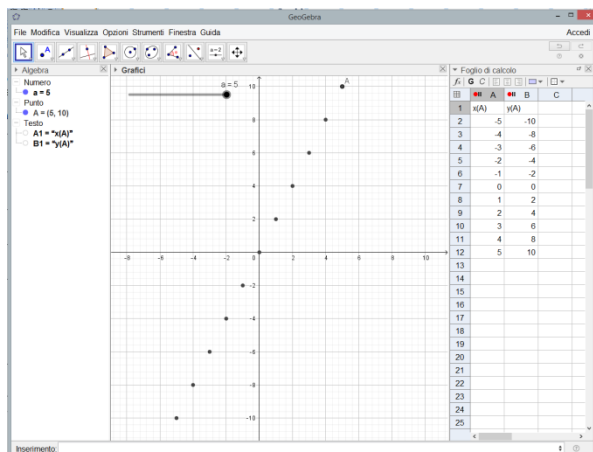 GeoGebra
File Modifica Visualizza Opzioni Strumenti Finestra Guida
Accedi
a=2
Algebra
Numero
a = 5
Punto
A = (5, 10)
Testo
A1 = "x(A)"
B1 = "y(A)"
Grafici
a = 5
A
10
8
6
4
2
-8 -6 -4 -2 0 2 4 6 8 10
-2
-4
-6
-8
-10
Foglio di calcolo
fx G C
A B C
1 x(A) y(A)
2 -5 -10
3 -4 -8
4 -3 -6
5 -2 -4
6 -1 -2
7 0 0
8 1 2
9 2 4
10 3 6
11 4 8
12 5 10
13
14
15
16
17
18
19
20
21
22
23
24
25
Inserimento: